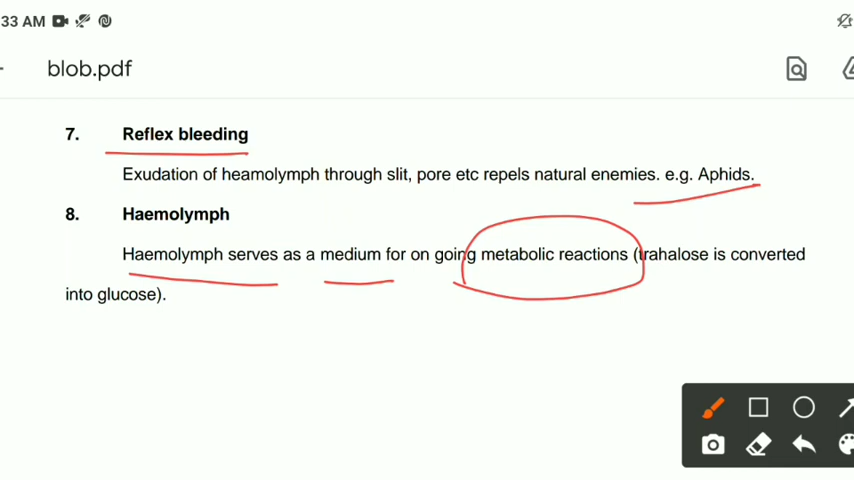 33 AM
blob.pdf
7. Reflex bleeding
Exudation of heamolymph through slit, pore etc repels natural enemies. e.g. Aphids.
8. Haemolymph
Haemolymph serves as a medium for on going metabolic reactions (trahalose is converted
into glucose).